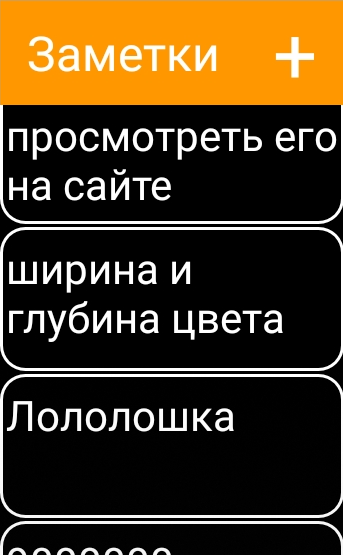 Заметки +
просмотреть его
на сайте
ширина и
глубина цвета
Лололошка